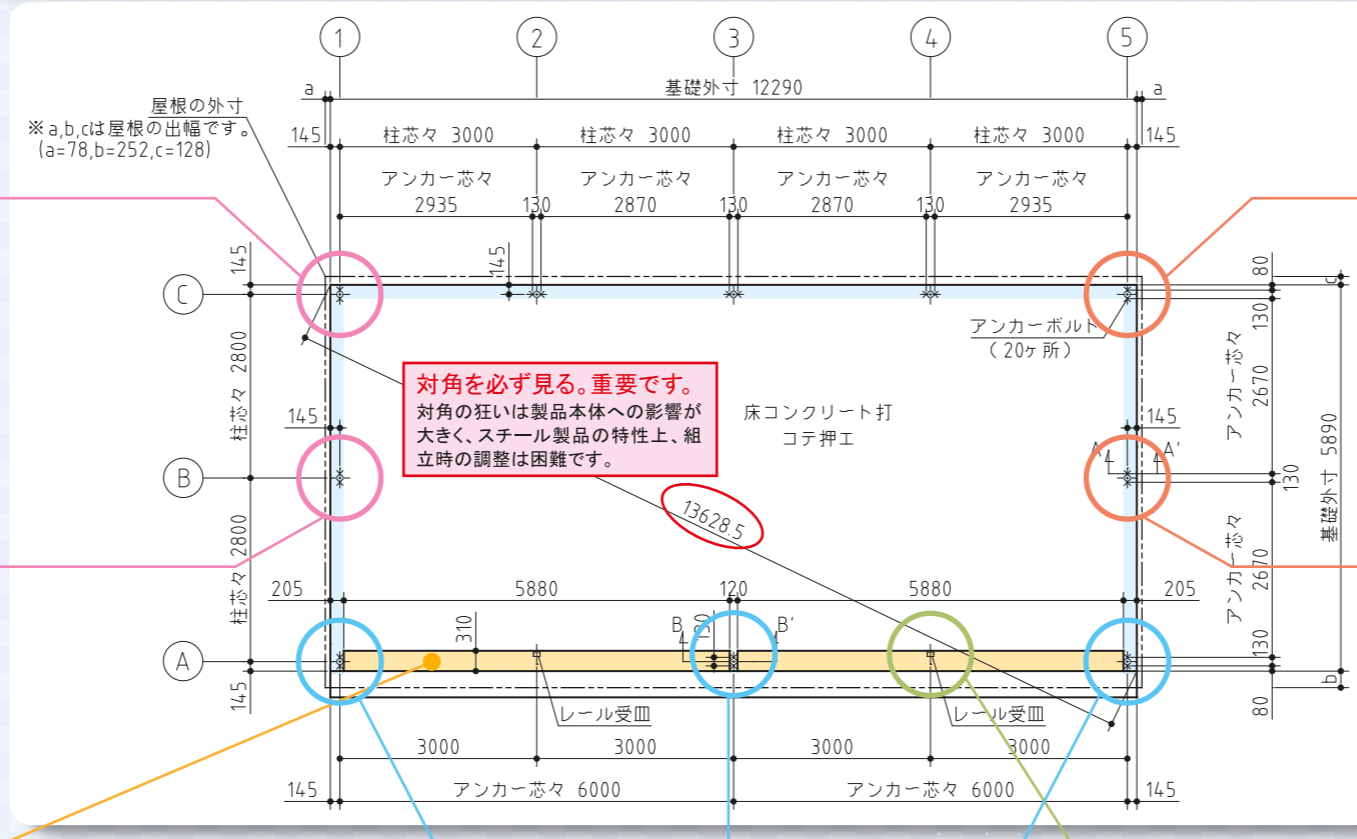 1 2 3 4 5
a 基礎外寸 12290 a
屋根の外寸
※a,b,cは屋根の出幅です。
(a=78,b=252,c=128)
145 柱芯々 3000 柱芯々 3000 柱芯々 3000 柱芯々 3000 145
アンカー芯々 アンカー芯々 アンカー芯々 アンカー芯々
2935 130 2870 130 2870 130 2935
145 145 80 c
C
130
アンカーボルト
(20ヶ所)
柱芯々 2800
アンカー芯々
2670
対角を必ず見る。重要です。
対角の狂いは製品本体への影響が
大きく、スチール製品の特性上、組
立時の調整は困難です。
床コンクリート打
コテ押エ
145 145
A A'
B
130
基礎外寸 5890
13628.5
柱芯々 2800
アンカー芯々
2670
205 5880 120 5880 205
310 B 130 B'
A
130
145 80 b
レール受皿 レール受皿
3000 3000 3000 3000
145 アンカー芯々 6000 アンカー芯々 6000 145